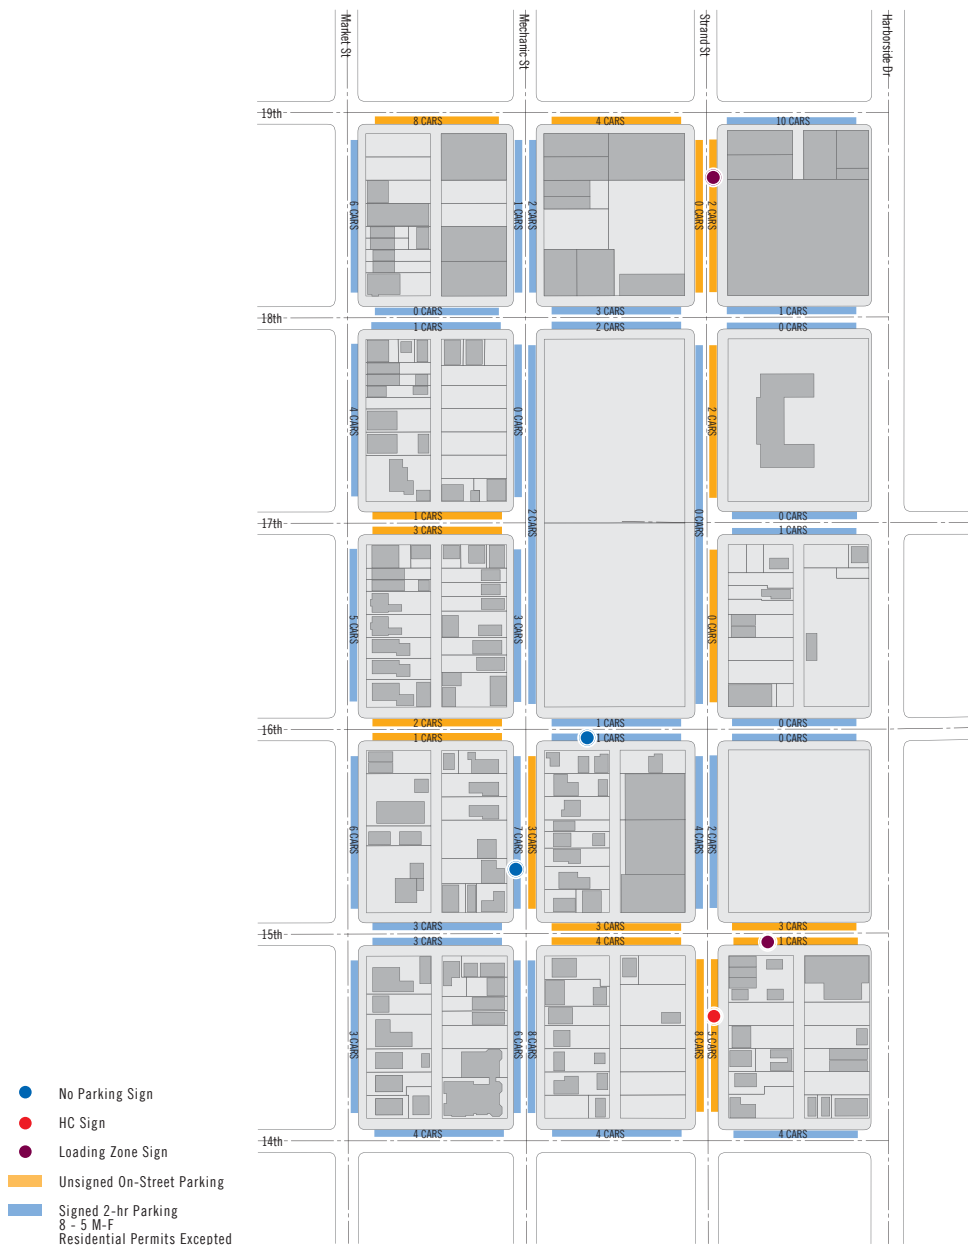 Market St
Mechanic St
Strand St
Harborside Dr
19th
8 CARS
4 CARS
10 CARS
6 CARS
1 CARS
2 CARS
0 CARS
2 CARS
18th
0 CARS
3 CARS
1 CARS
1 CARS
2 CARS
0 CARS
4 CARS
0 CARS
2 CARS
2 CARS
0 CARS
17th
1 CARS
0 CARS
3 CARS
1 CARS
5 CARS
3 CARS
0 CARS
16th
2 CARS
1 CARS
0 CARS
1 CARS
1 CARS
0 CARS
6 CARS
7 CARS
3 CARS
4 CARS
2 CARS
15th
3 CARS
3 CARS
3 CARS
3 CARS
4 CARS
1 CARS
3 CARS
6 CARS
8 CARS
8 CARS
5 CARS
14th
4 CARS
4 CARS
4 CARS
No Parking Sign
HC Sign
Loading Zone Sign
Unsigned On-Street Parking
Signed 2-hr Parking
8 - 5 M-F
Residential Permits Excepted